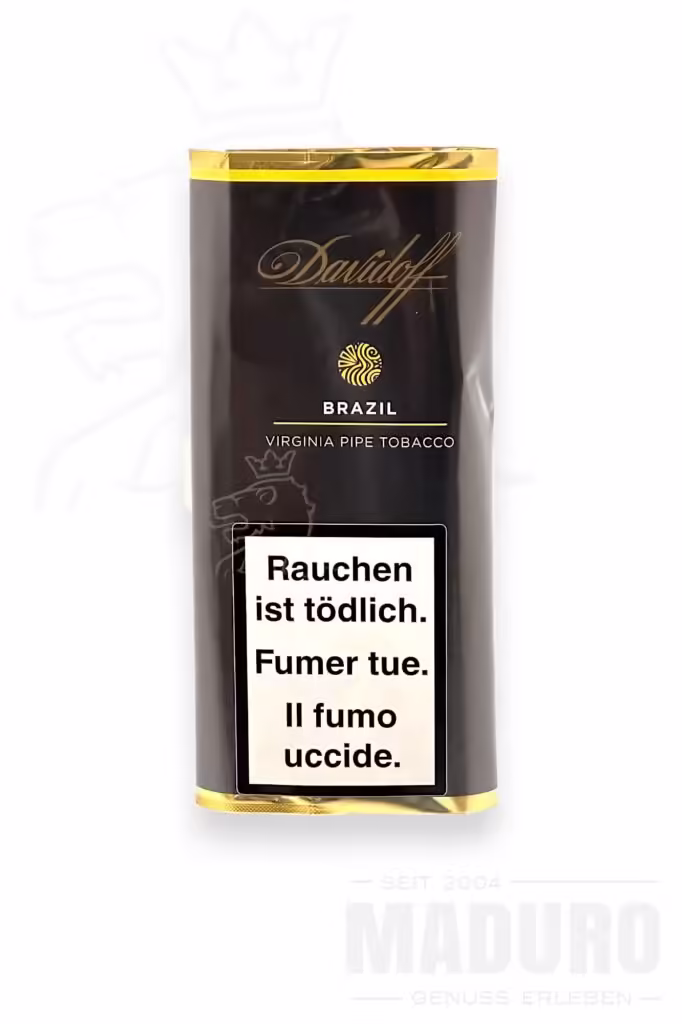 Davidoff
BRAZIL
VIRGINIA PIPE TOBACCO
Rauchen
ist tödlich.
Fumer tue.
Il fumo
uccide.
SEIT 2004
MADURO
GENUSS ERLEBEN